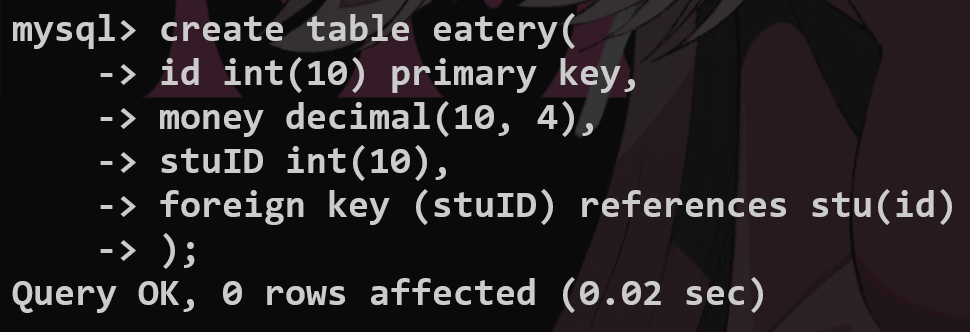 mysql> create table eatery(
    -> id int(10) primary key,
    -> money decimal(10, 4),
    -> stuID int(10),
    -> foreign key (stuID) references stu(id)
    -> );
Query OK, 0 rows affected (0.02 sec)